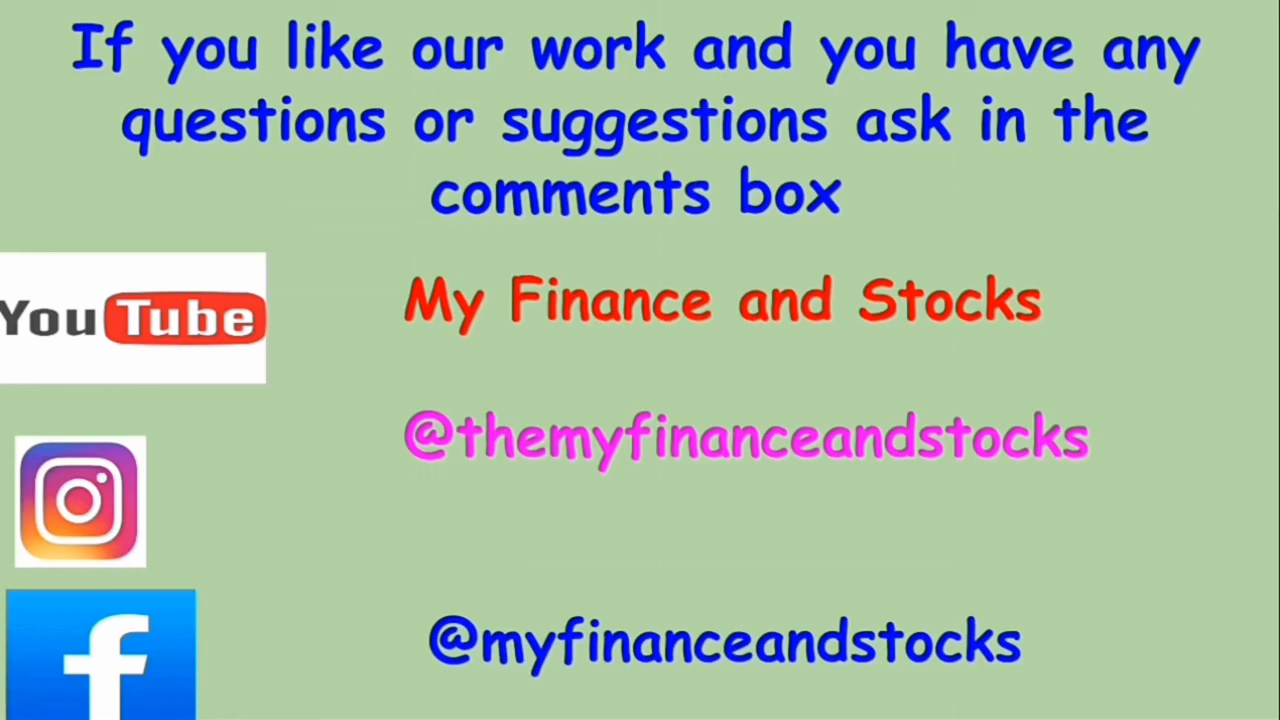 If you like our work and you have any
questions or suggestions ask in the
comments box
YouTube
My Finance and Stocks
@themyfinanceandstocks
f
@myfinanceandstocks